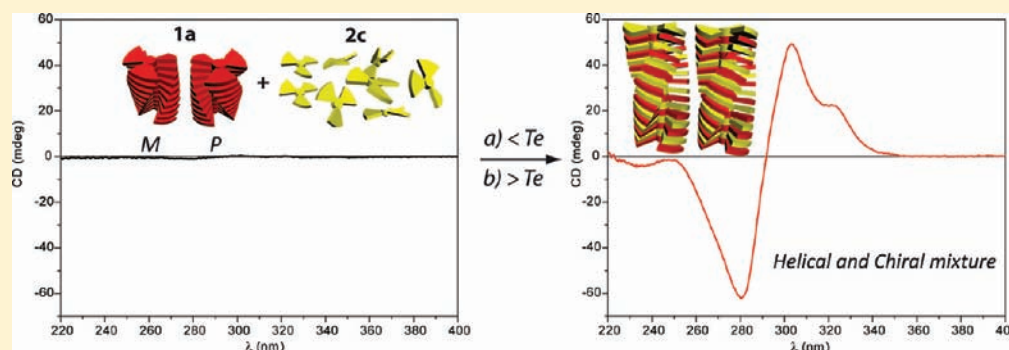 1a
2c
+
M
P
CD (mdeg)
60
40
20
0
-20
-40
-60
220 240 260 280 300 320 340 360 380 400
λ (nm)
a) < Te
b) > Te
CD (mdeg)
60
40
20
0
-20
-40
-60
Helical and Chiral mixture
220 240 260 280 300 320 340 360 380 400
λ (nm)